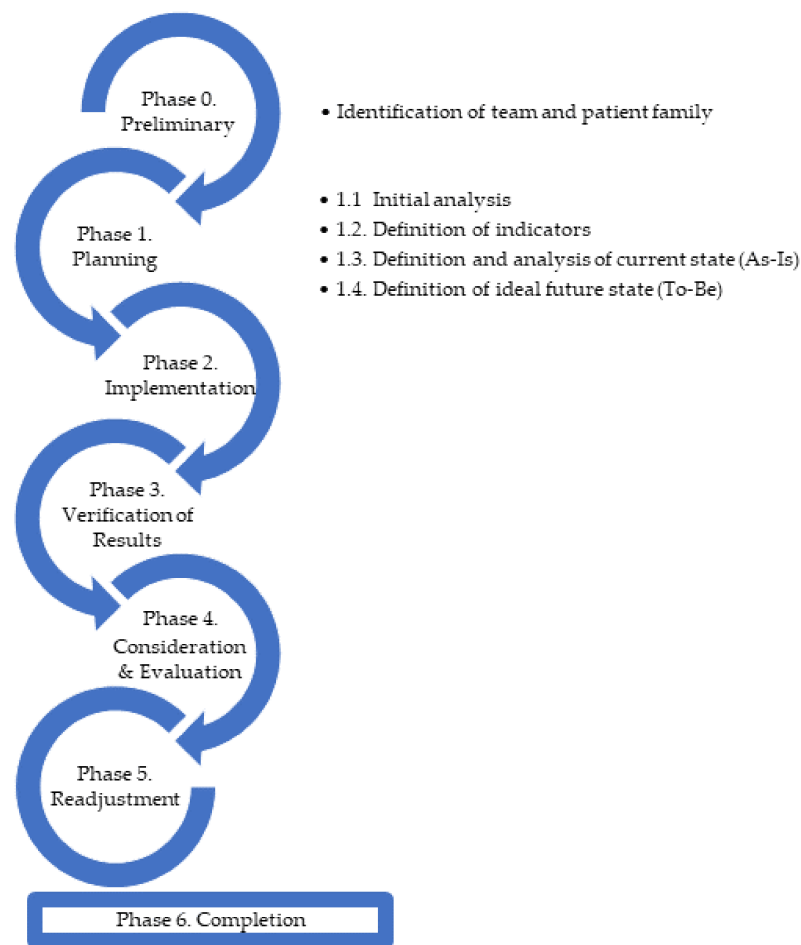 Phase 0.
Preliminary
• Identification of team and patient family
Phase 1.
Planning
• 1.1 Initial analysis
• 1.2. Definition of indicators
• 1.3. Definition and analysis of current state (As-Is)
• 1.4. Definition of ideal future state (To-Be)
Phase 2.
Implementation
Phase 3.
Verification of
Results
Phase 4.
Consideration
& Evaluation
Phase 5.
Readjustment
Phase 6. Completion